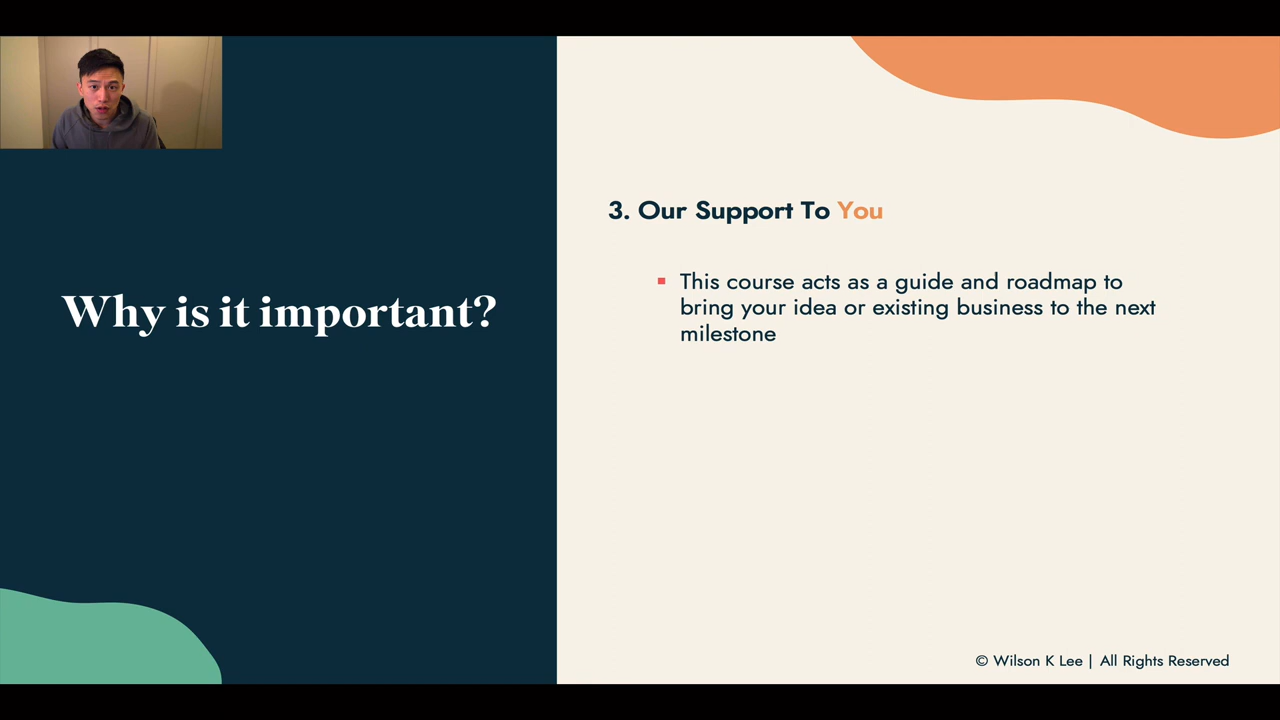 Why is it important?
3. Our Support To You
▪ This course acts as a guide and roadmap to
bring your idea or existing business to the next
milestone
© Wilson K Lee | All Rights Reserved